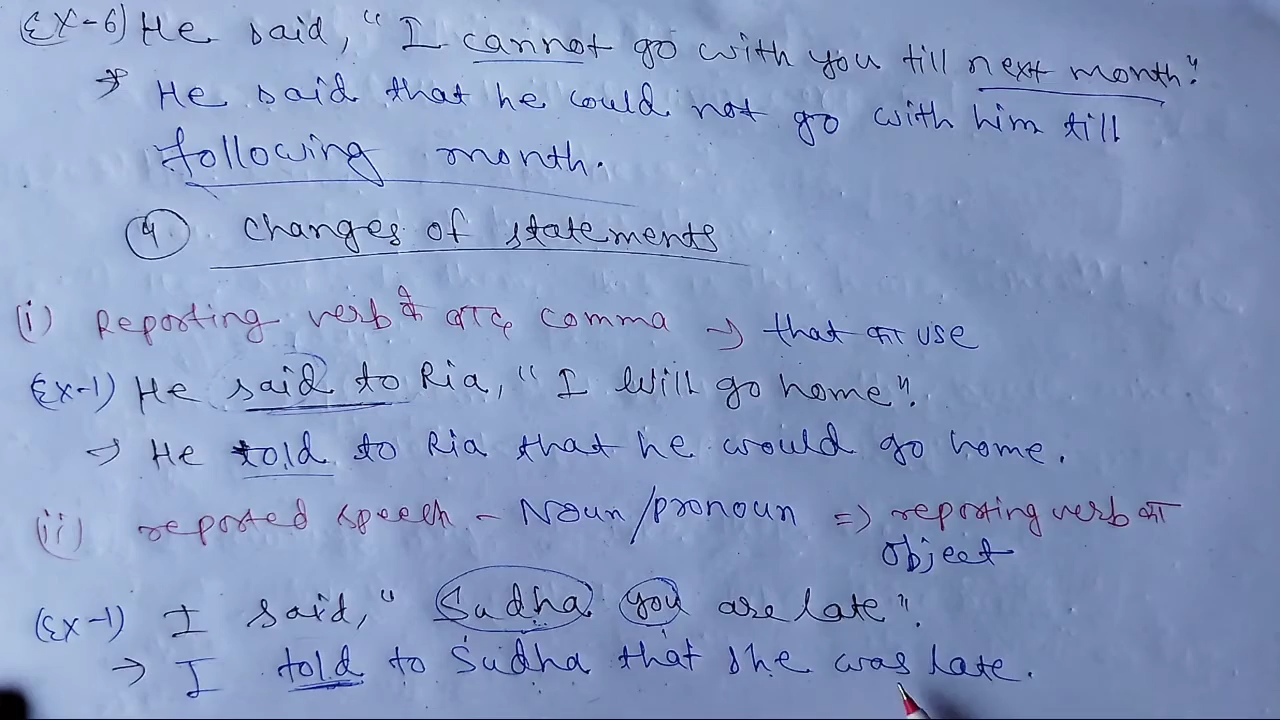 (Ex-6) He said, "I cannot go with you till next month".
→ He said that he could not go with him till
following month.
(4) Changes of statements
(i) Reporting verb के बाद comma → that का use
(Ex-1) He said to Ria, "I will go home".
→ He told to Ria that he would go home.
(ii) reported speech - Noun/pronoun => reporting verb का
object
(Ex-1) I said, "Sudha you are late".
→ I told to Sudha that she was late.